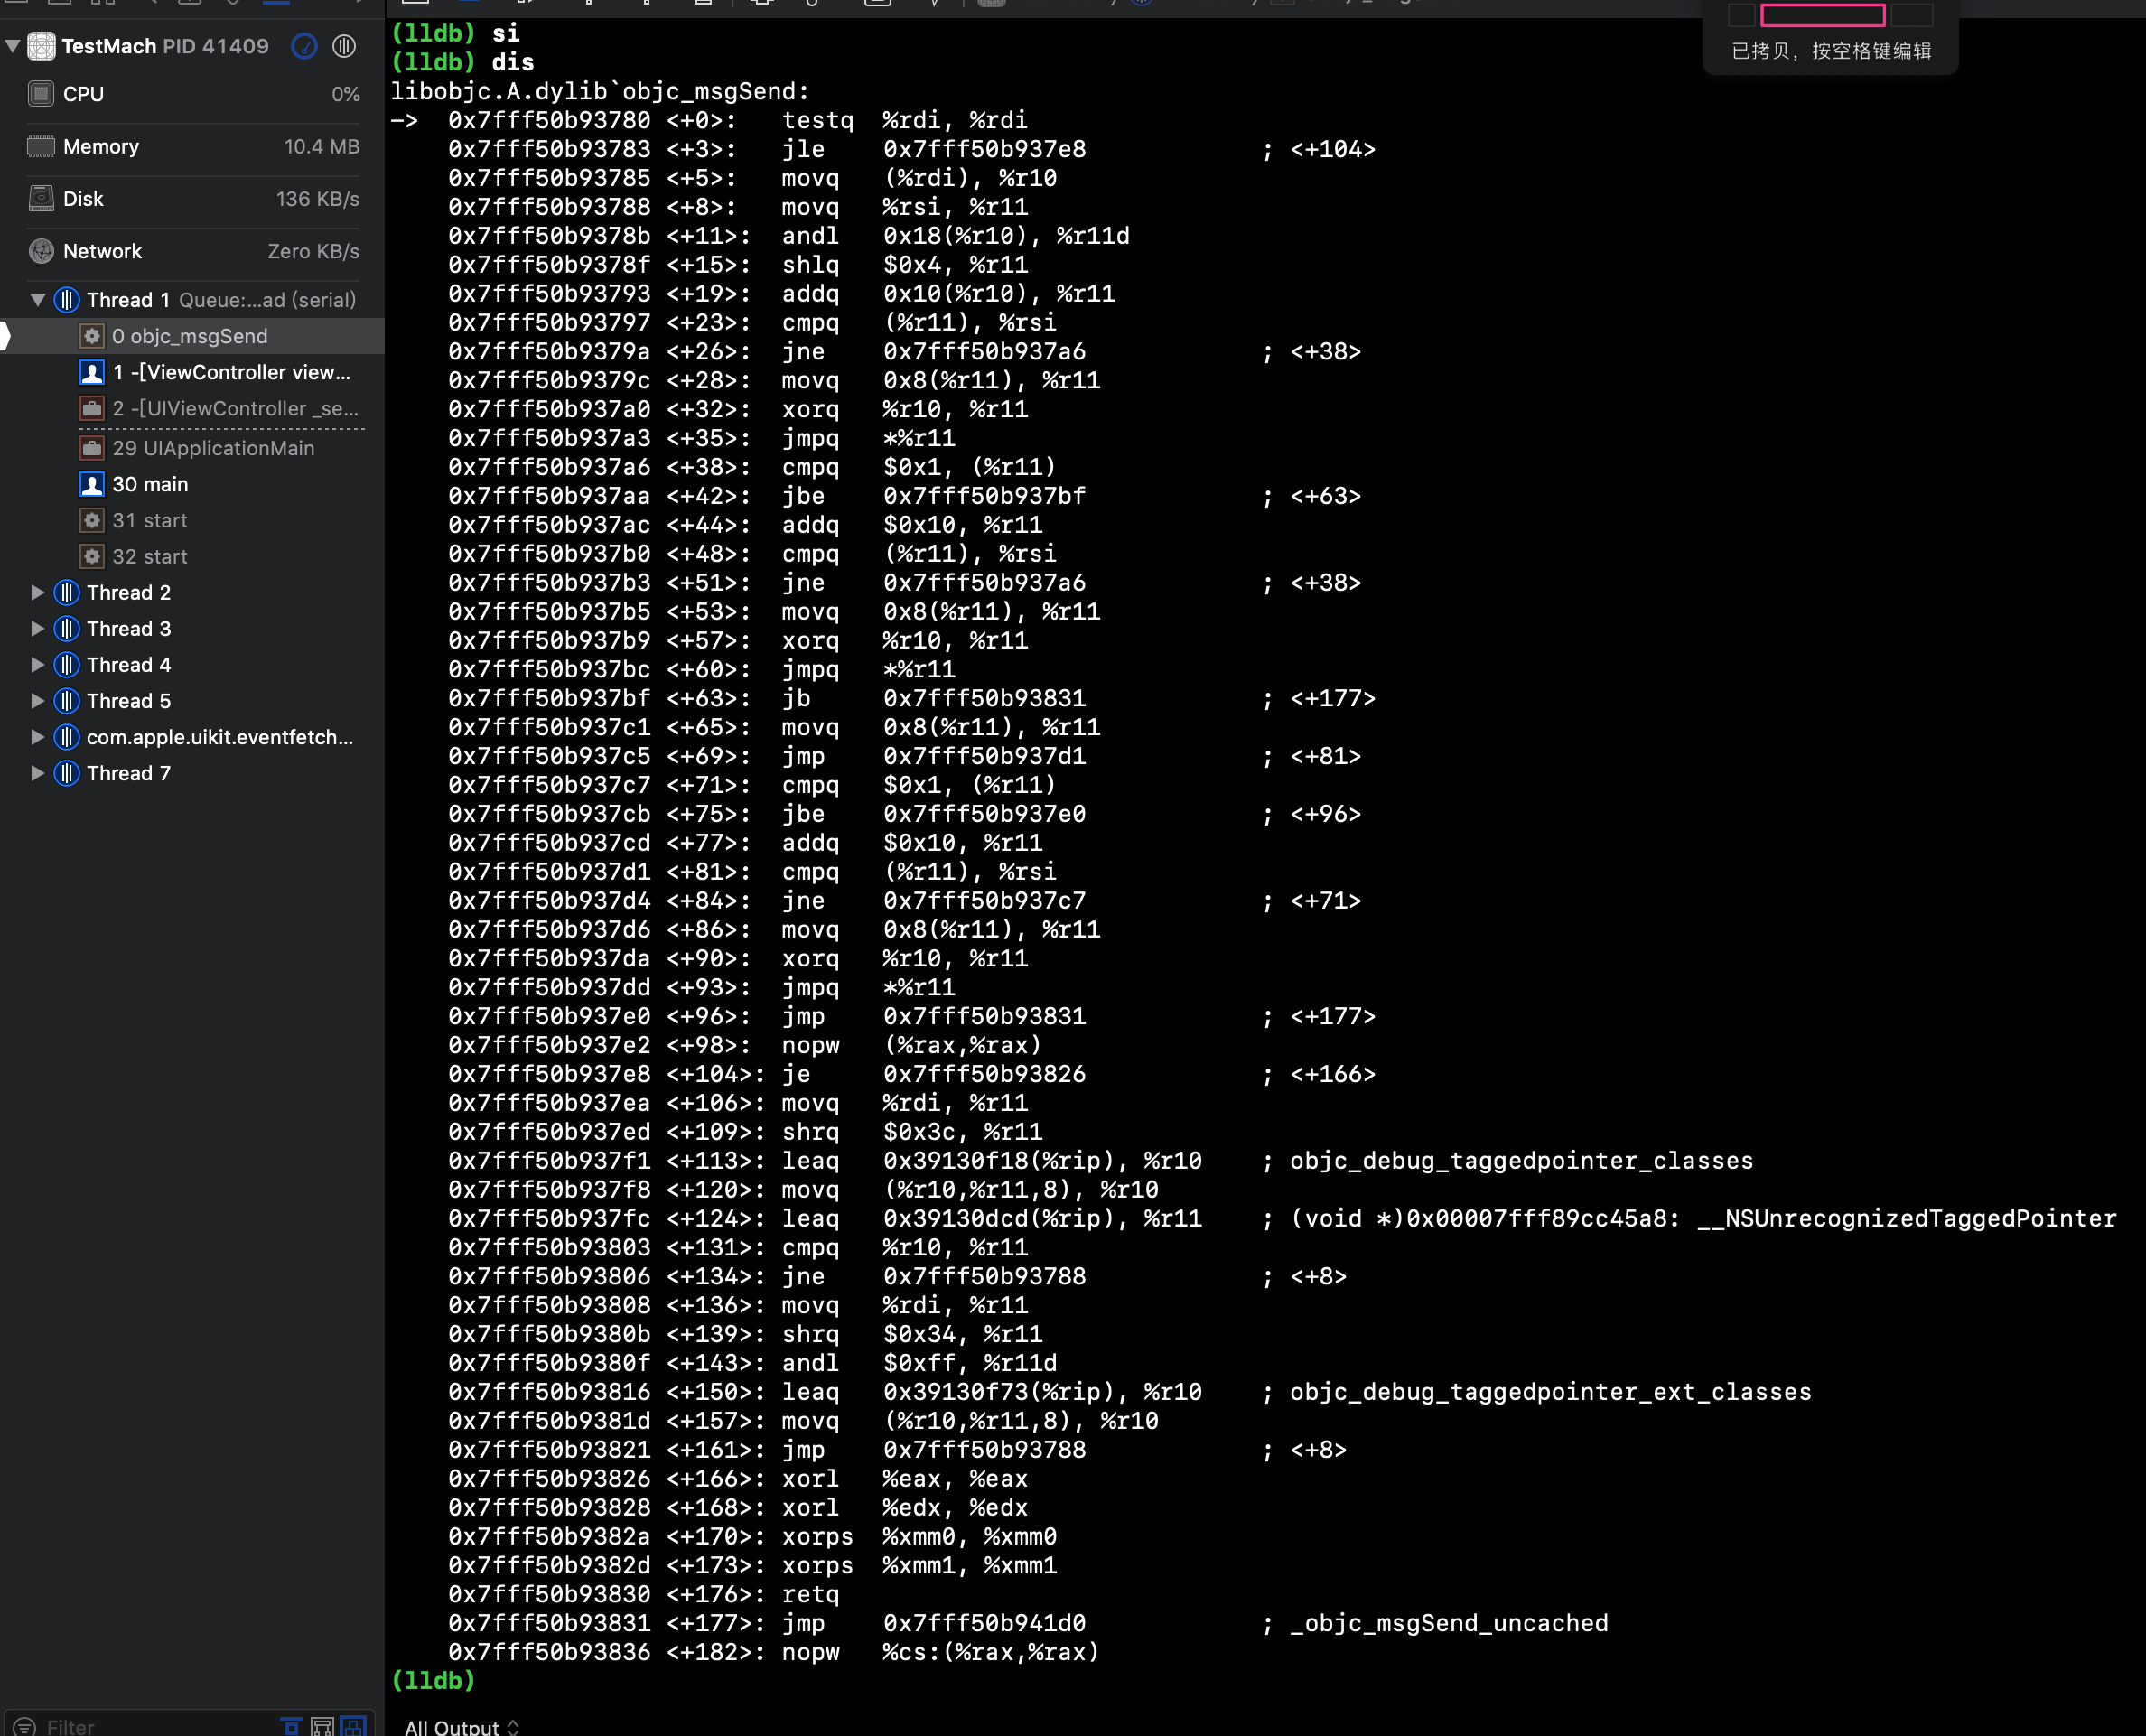 TestMach PID 41409
CPU 0%
Memory 10.4 MB
Disk 136 KB/s
Network Zero KB/s
Thread 1 Queue:...ad (serial)
0 objc_msgSend
1 -[ViewController view...
2 -[UIViewController _se...
29 UIApplicationMain
30 main
31 start
32 start
Thread 2
Thread 3
Thread 4
Thread 5
com.apple.uikit.eventfetch...
Thread 7
Filter
已拷贝，按空格键编辑
(lldb) si
(lldb) dis
libobjc.A.dylib`objc_msgSend:
-> 0x7fff50b93780 <+0>: testq %rdi, %rdi
0x7fff50b93783 <+3>: jle 0x7fff50b937e8 ; <+104>
0x7fff50b93785 <+5>: movq (%rdi), %r10
0x7fff50b93788 <+8>: movq %rsi, %r11
0x7fff50b9378b <+11>: andl 0x18(%r10), %r11d
0x7fff50b9378f <+15>: shlq $0x4, %r11
0x7fff50b93793 <+19>: addq 0x10(%r10), %r11
0x7fff50b93797 <+23>: cmpq (%r11), %rsi
0x7fff50b9379a <+26>: jne 0x7fff50b937a6 ; <+38>
0x7fff50b9379c <+28>: movq 0x8(%r11), %r11
0x7fff50b937a0 <+32>: xorq %r10, %r11
0x7fff50b937a3 <+35>: jmpq *%r11
0x7fff50b937a6 <+38>: cmpq $0x1, (%r11)
0x7fff50b937aa <+42>: jbe 0x7fff50b937bf ; <+63>
0x7fff50b937ac <+44>: addq $0x10, %r11
0x7fff50b937b0 <+48>: cmpq (%r11), %rsi
0x7fff50b937b3 <+51>: jne 0x7fff50b937a6 ; <+38>
0x7fff50b937b5 <+53>: movq 0x8(%r11), %r11
0x7fff50b937b9 <+57>: xorq %r10, %r11
0x7fff50b937bc <+60>: jmpq *%r11
0x7fff50b937bf <+63>: jb 0x7fff50b93831 ; <+177>
0x7fff50b937c1 <+65>: movq 0x8(%r11), %r11
0x7fff50b937c5 <+69>: jmp 0x7fff50b937d1 ; <+81>
0x7fff50b937c7 <+71>: cmpq $0x1, (%r11)
0x7fff50b937cb <+75>: jbe 0x7fff50b937e0 ; <+96>
0x7fff50b937cd <+77>: addq $0x10, %r11
0x7fff50b937d1 <+81>: cmpq (%r11), %rsi
0x7fff50b937d4 <+84>: jne 0x7fff50b937c7 ; <+71>
0x7fff50b937d6 <+86>: movq 0x8(%r11), %r11
0x7fff50b937da <+90>: xorq %r10, %r11
0x7fff50b937dd <+93>: jmpq *%r11
0x7fff50b937e0 <+96>: jmp 0x7fff50b93831 ; <+177>
0x7fff50b937e2 <+98>: nopw (%rax,%rax)
0x7fff50b937e8 <+104>: je 0x7fff50b93826 ; <+166>
0x7fff50b937ea <+106>: movq %rdi, %r11
0x7fff50b937ed <+109>: shrq $0x3c, %r11
0x7fff50b937f1 <+113>: leaq 0x39130f18(%rip), %r10 ; objc_debug_taggedpointer_classes
0x7fff50b937f8 <+120>: movq (%r10,%r11,8), %r10
0x7fff50b937fc <+124>: leaq 0x39130dcd(%rip), %r11 ; (void *)0x00007fff89cc45a8: __NSUnrecognizedTaggedPointer
0x7fff50b93803 <+131>: cmpq %r10, %r11
0x7fff50b93806 <+134>: jne 0x7fff50b93788 ; <+8>
0x7fff50b93808 <+136>: movq %rdi, %r11
0x7fff50b9380b <+139>: shrq $0x34, %r11
0x7fff50b9380f <+143>: andl $0xff, %r11d
0x7fff50b93816 <+150>: leaq 0x39130f73(%rip), %r10 ; objc_debug_taggedpointer_ext_classes
0x7fff50b9381d <+157>: movq (%r10,%r11,8), %r10
0x7fff50b93821 <+161>: jmp 0x7fff50b93788 ; <+8>
0x7fff50b93826 <+166>: xorl %eax, %eax
0x7fff50b93828 <+168>: xorl %edx, %edx
0x7fff50b9382a <+170>: xorps %xmm0, %xmm0
0x7fff50b9382d <+173>: xorps %xmm1, %xmm1
0x7fff50b93830 <+176>: retq
0x7fff50b93831 <+177>: jmp 0x7fff50b941d0 ; _objc_msgSend_uncached
0x7fff50b93836 <+182>: nopw %cs:(%rax,%rax)
(lldb)
All Output